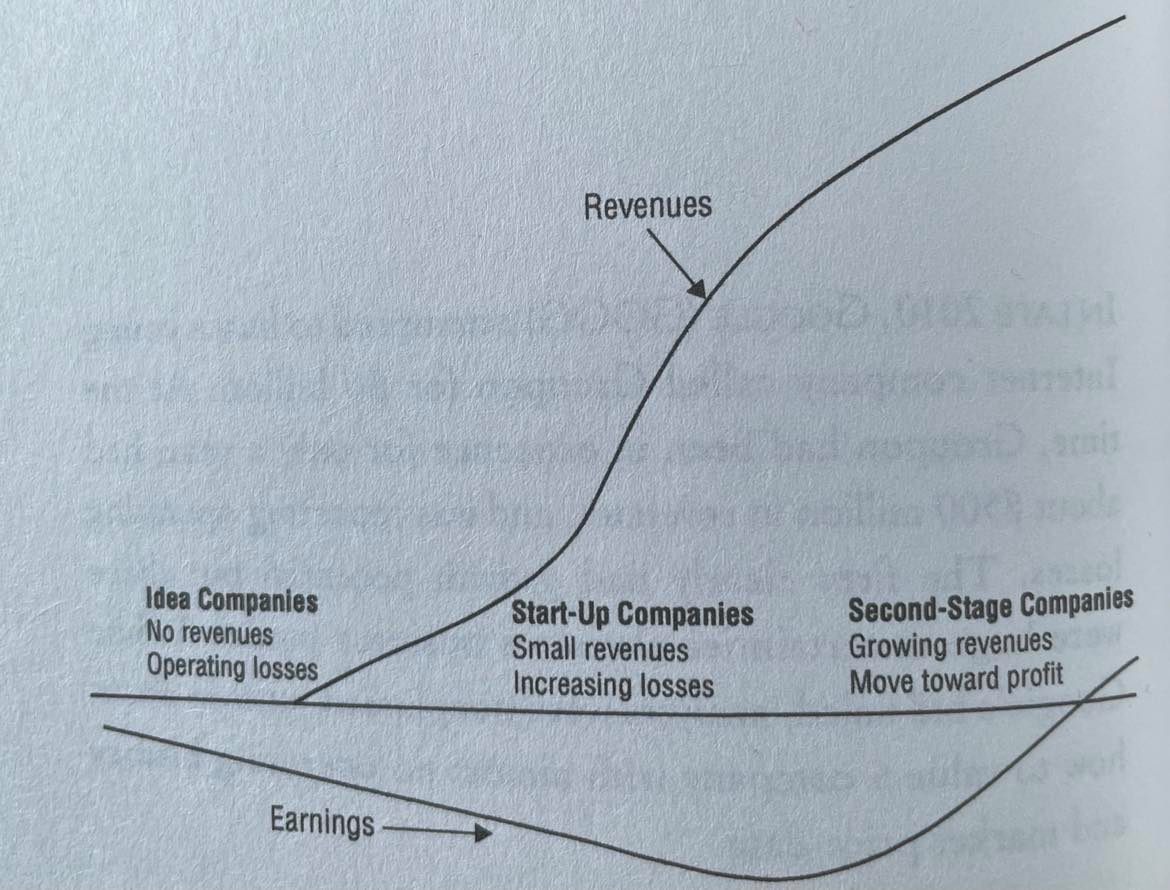 Revenues
Idea Companies
No revenues
Operating losses
Start-Up Companies
Small revenues
Increasing losses
Second-Stage Companies
Growing revenues
Move toward profit
Earnings